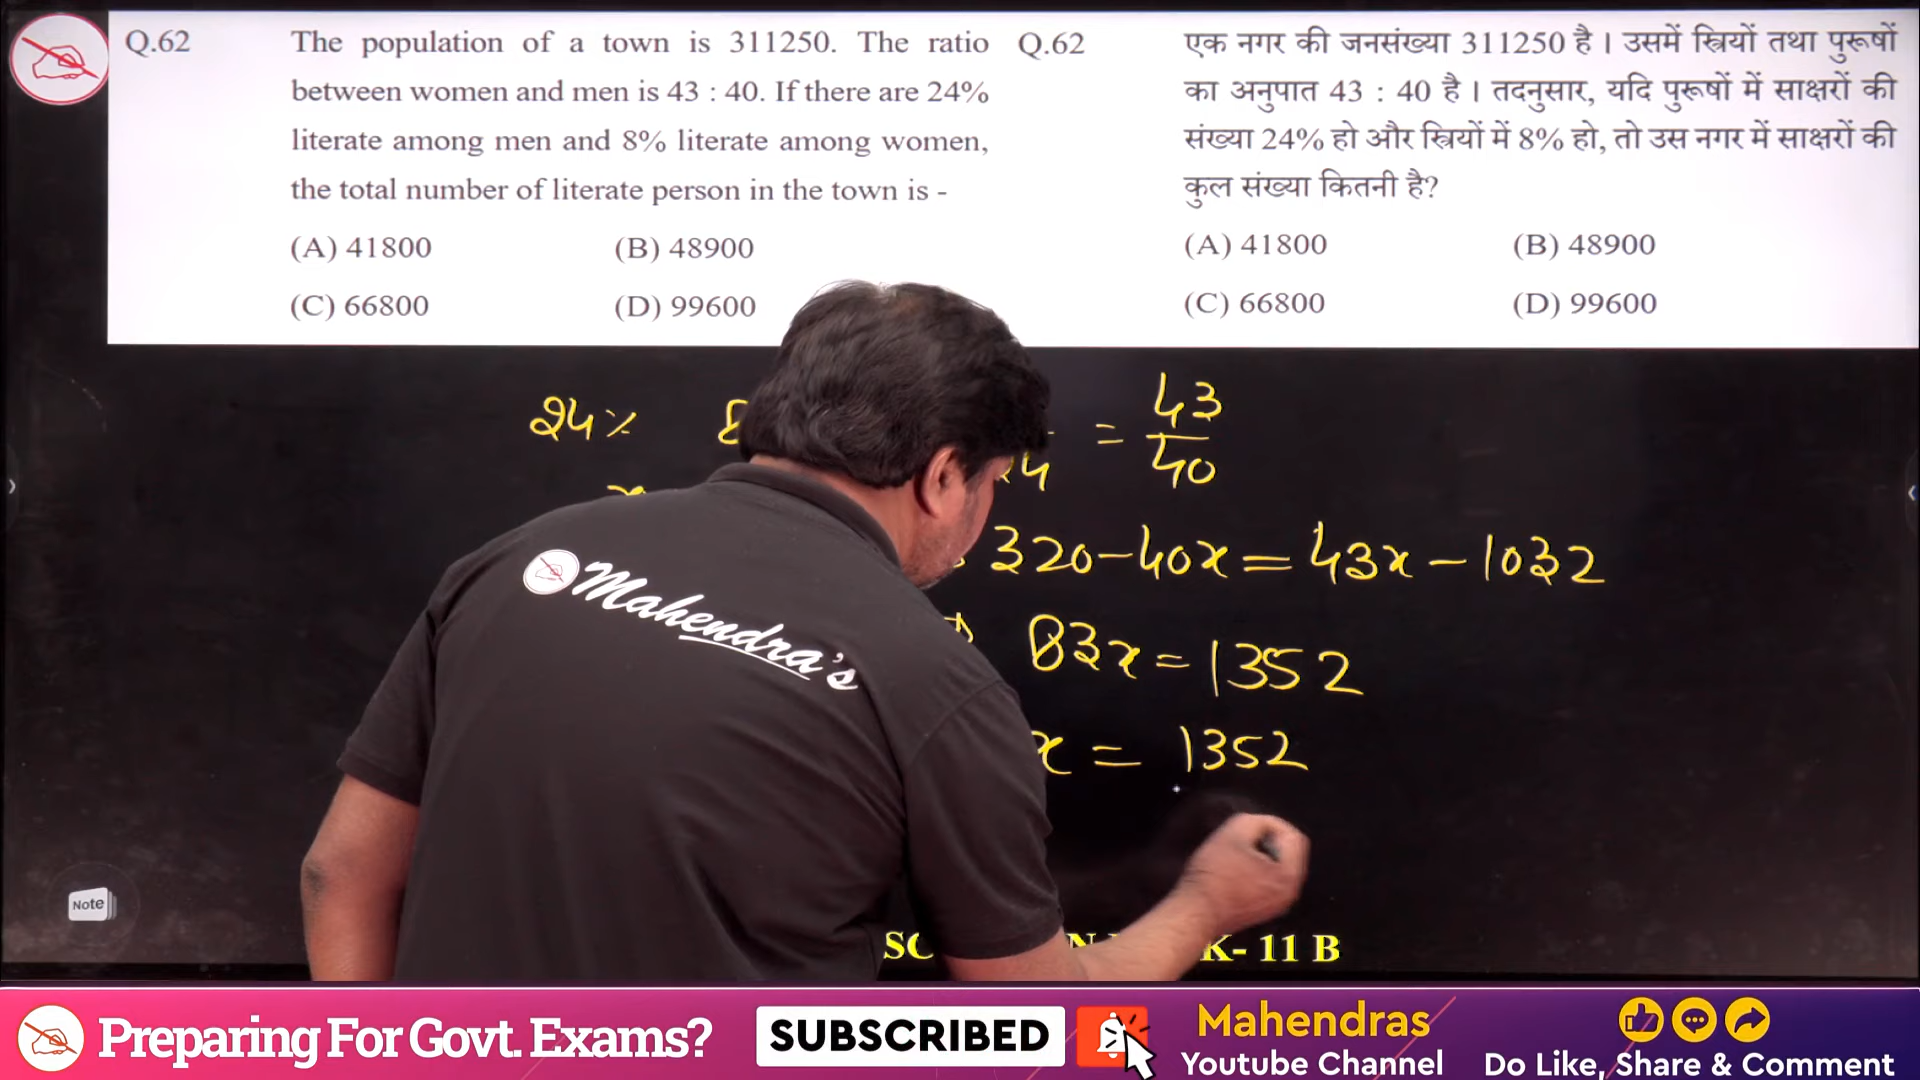 Q.62
The population of a town is 311250. The ratio
between women and men is 43 : 40. If there are 24%
literate among men and 8% literate among women,
the total number of literate person in the town is -
(A) 41800 (B) 48900
(C) 66800 (D) 99600
Q.62
एक नगर की जनसंख्या 311250 है । उसमें स्त्रियों तथा पुरूषों
का अनुपात 43 : 40 है । तदनुसार, यदि पुरूषों में साक्षरों की
संख्या 24% हो और स्त्रियों में 8% हो, तो उस नगर में साक्षरों की
कुल संख्या कितनी है?
(A) 41800 (B) 48900
(C) 66800 (D) 99600
24% = 43
40
320-40x = 43x - 1032
83x = 1352
x = 1352
Mahendra's
Note
K- 11 B
Preparing For Govt. Exams?
SUBSCRIBED
Mahendras
Youtube Channel
Do Like, Share & Comment